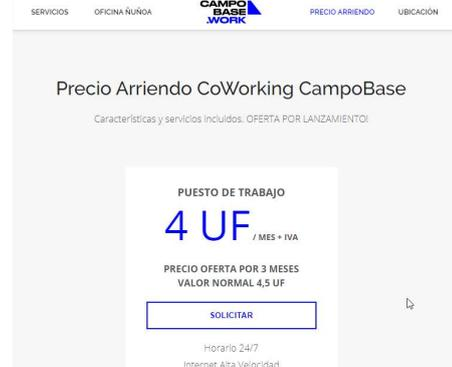 SERVICIOS
OFICINA ÑUÑOA
CAMPO
BASE
.WORK
PRECIO ARRIENDO
UBICACIÓN
Precio Arriendo CoWorking CampoBase
Características y servicios incluidos. OFERTA POR LANZAMIENTO!
PUESTO DE TRABAJO
4 UF / MES + IVA
PRECIO OFERTA POR 3 MESES
VALOR NORMAL 4,5 UF
SOLICITAR
Horario 24/7
Internet Alta Velocidad